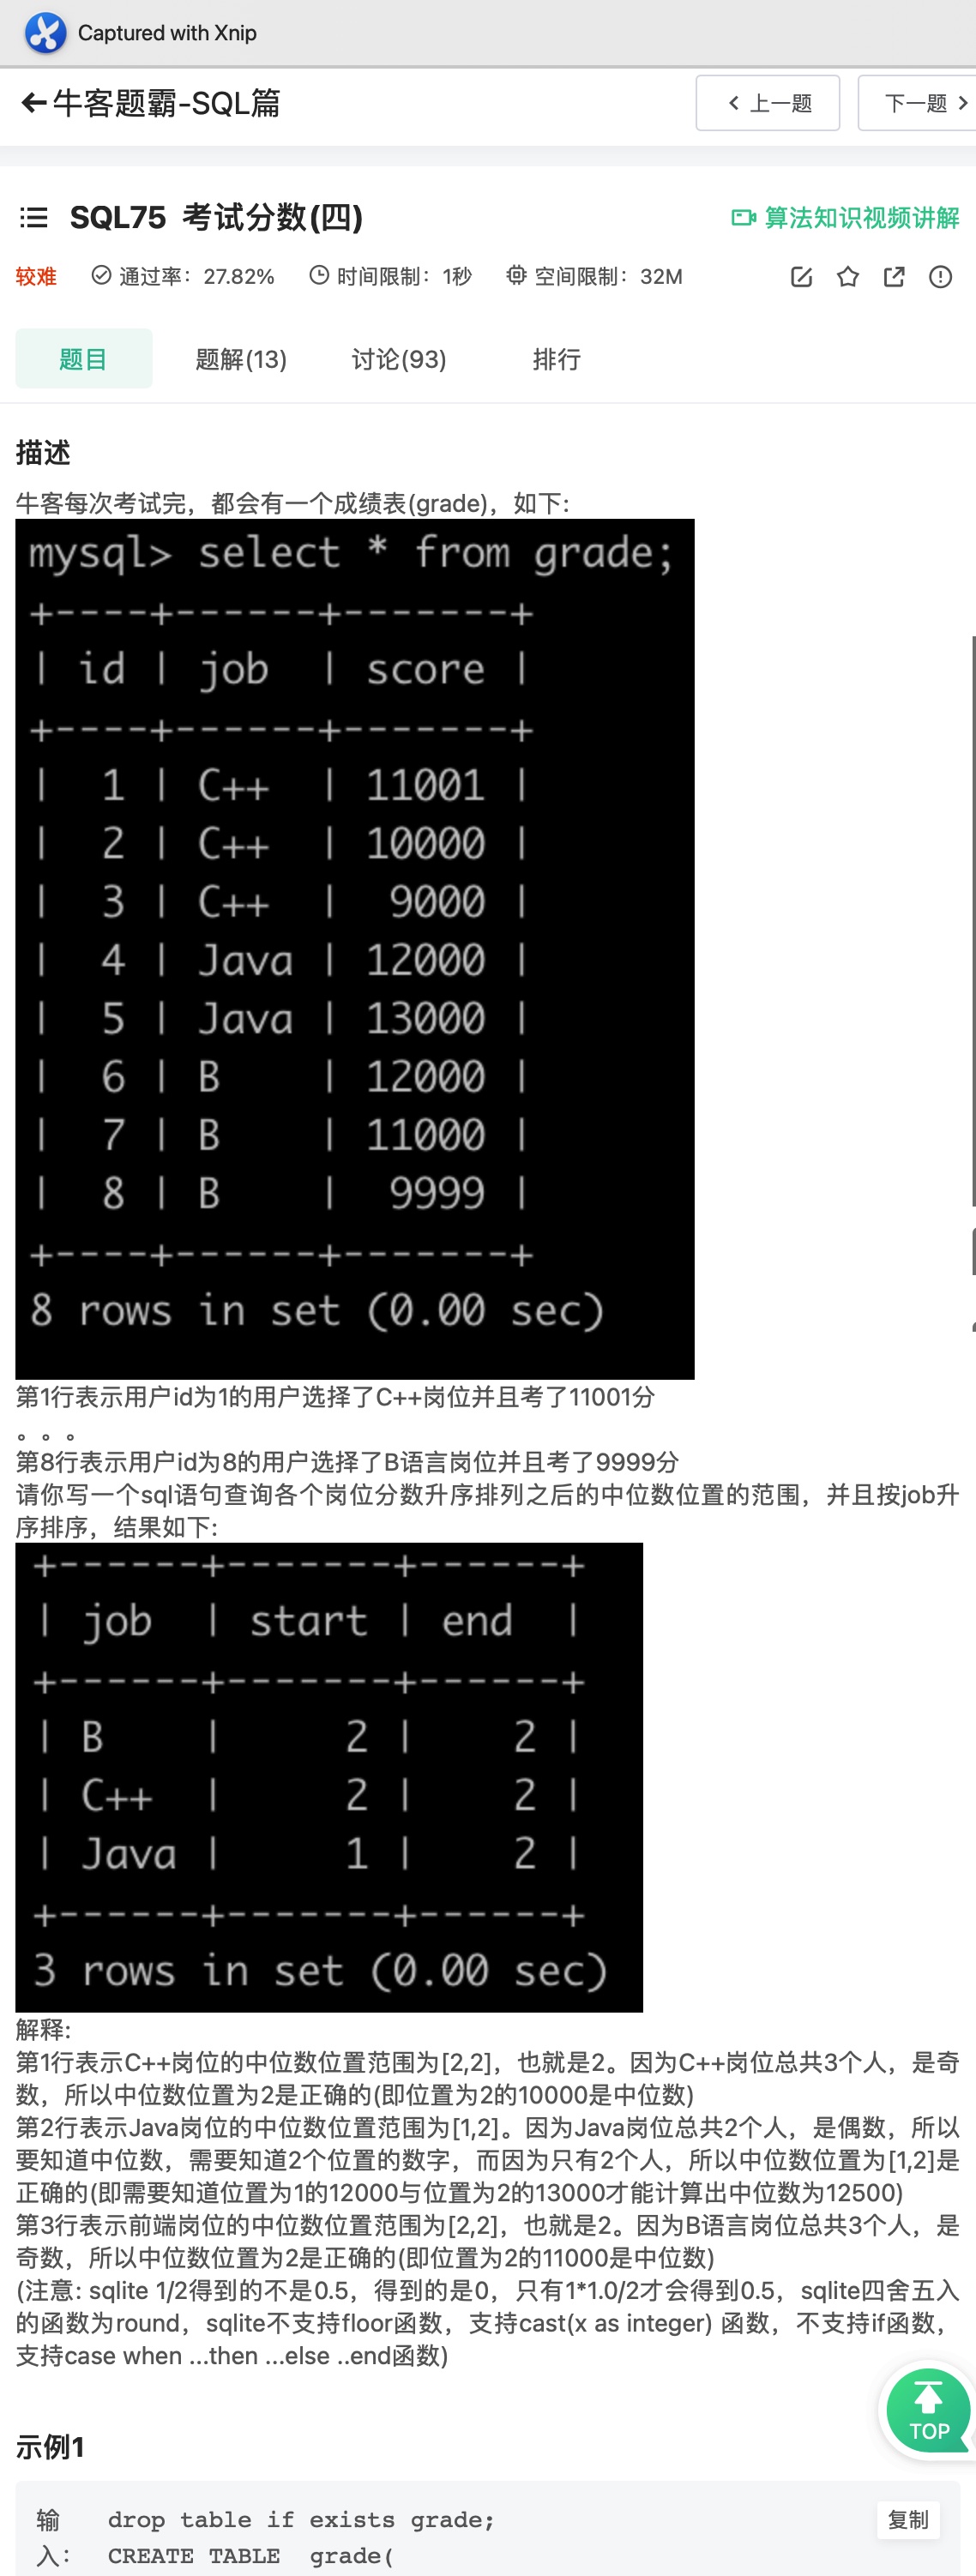 Captured with Xnip
牛客题霸-SQL篇
上一题
下一题
SQL75 考试分数(四)
算法知识视频讲解
较难 通过率：27.82% 时间限制：1秒 空间限制：32M
题目 题解(13) 讨论(93) 排行
描述
牛客每次考试完，都会有一个成绩表(grade)，如下:
mysql> select * from grade;
+----+------+-------+
| id | job  | score |
+----+------+-------+
|  1 | C++  | 11001 |
|  2 | C++  | 10000 |
|  3 | C++  |  9000 |
|  4 | Java | 12000 |
|  5 | Java | 13000 |
|  6 | B    | 12000 |
|  7 | B    | 11000 |
|  8 | B    |  9999 |
+----+------+-------+
8 rows in set (0.00 sec)
第1行表示用户id为1的用户选择了C++岗位并且考了11001分
。。。
第8行表示用户id为8的用户选择了B语言岗位并且考了9999分
请你写一个sql语句查询各个岗位分数升序排列之后的中位数位置的范围，并且按job升
序排序，结果如下:
+------+-------+------+
| job  | start | end  |
+------+-------+------+
| B    |     2 |    2 |
| C++  |     2 |    2 |
| Java |     1 |    2 |
+------+-------+------+
3 rows in set (0.00 sec)
解释:
第1行表示C++岗位的中位数位置范围为[2,2]，也就是2。因为C++岗位总共3个人，是奇
数，所以中位数位置为2是正确的(即位置为2的10000是中位数)
第2行表示Java岗位的中位数位置范围为[1,2]。因为Java岗位总共2个人，是偶数，所以
要知道中位数，需要知道2个位置的数字，而因为只有2个人，所以中位数位置为[1,2]是
正确的(即需要知道位置为1的12000与位置为2的13000才能计算出中位数为12500)
第3行表示前端岗位的中位数位置范围为[2,2]，也就是2。因为B语言岗位总共3个人，是
奇数，所以中位数位置为2是正确的(即位置为2的11000是中位数)
(注意: sqlite 1/2得到的不是0.5，得到的是0，只有1*1.0/2才会得到0.5，sqlite四舍五入
的函数为round，sqlite不支持floor函数，支持cast(x as integer) 函数，不支持if函数，
支持case when ...then ...else ..end函数)
TOP
示例1
复制
输 drop table if exists grade;
入： CREATE TABLE  grade(